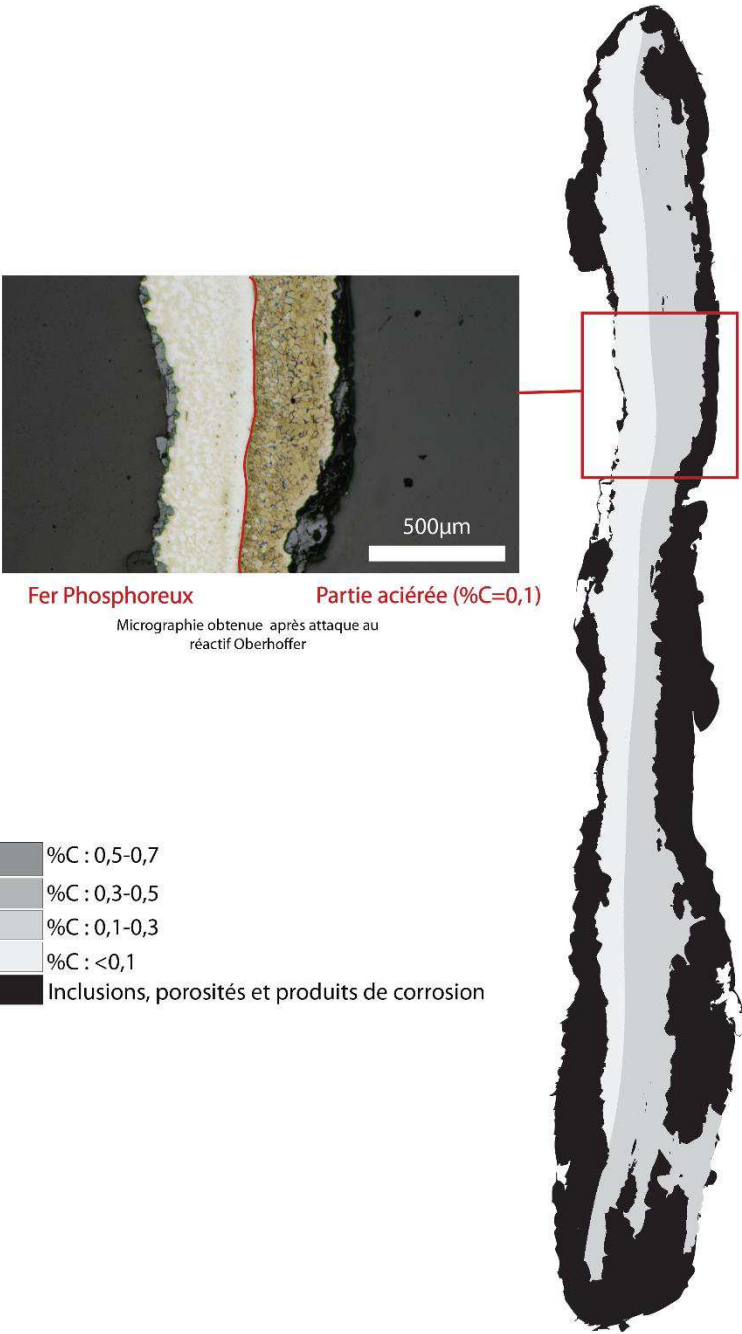 500µm
Fer Phosphoreux
Partie aciérée (%C=0,1)
Micrographie obtenue après attaque au
réactif Oberhoffer
%C : 0,5-0,7
%C : 0,3-0,5
%C : 0,1-0,3
%C : <0,1
Inclusions, porosités et produits de corrosion